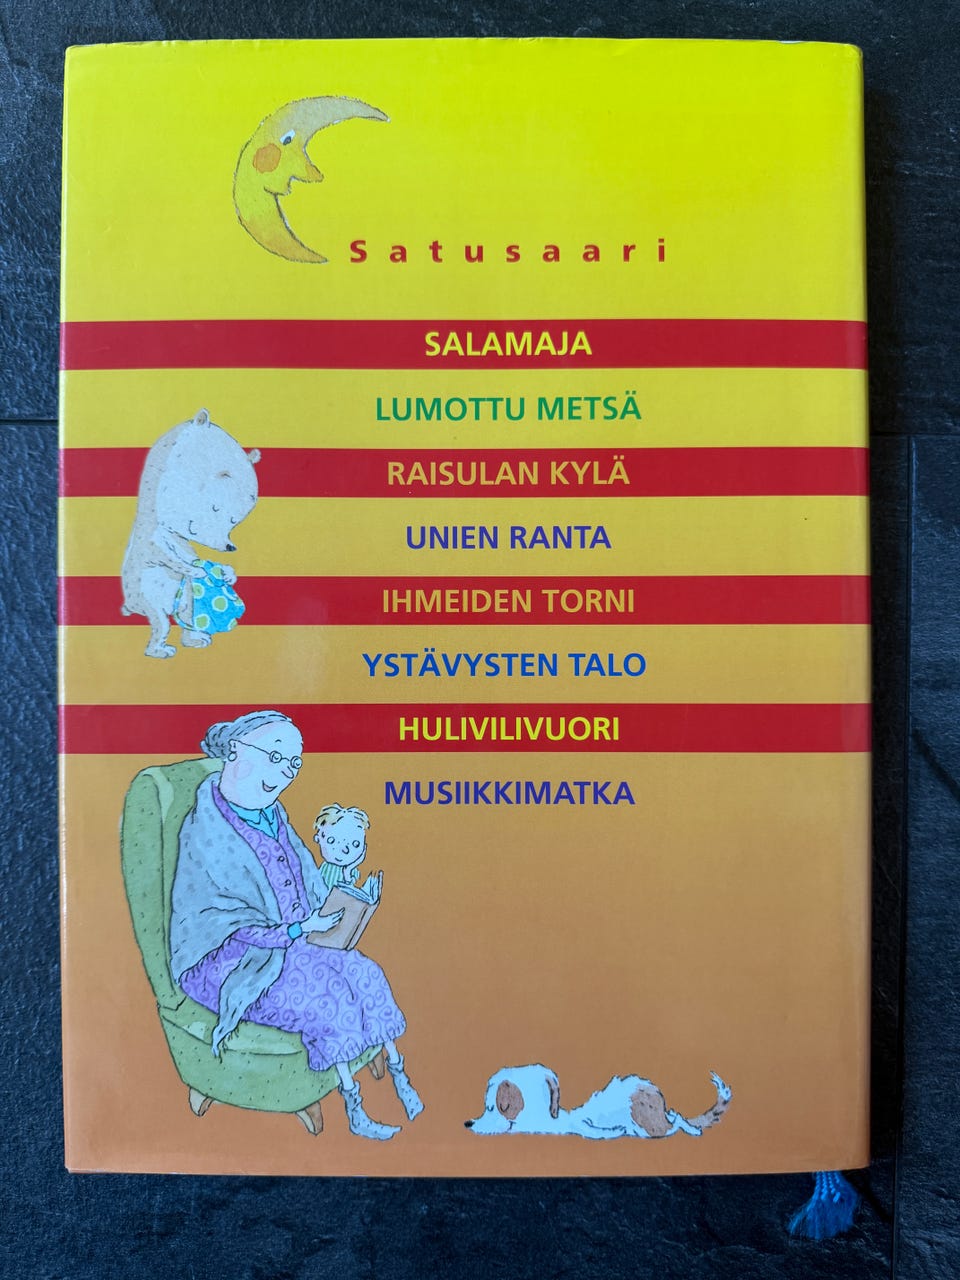 Satusaari
SALAMAJA
LUMOTTU METSÄ
RAISULAN KYLÄ
UNIEN RANTA
IHMEIDEN TORNI
YSTÄVYSTEN TALO
HULIVILIVUORI
MUSIIKKIMATKA